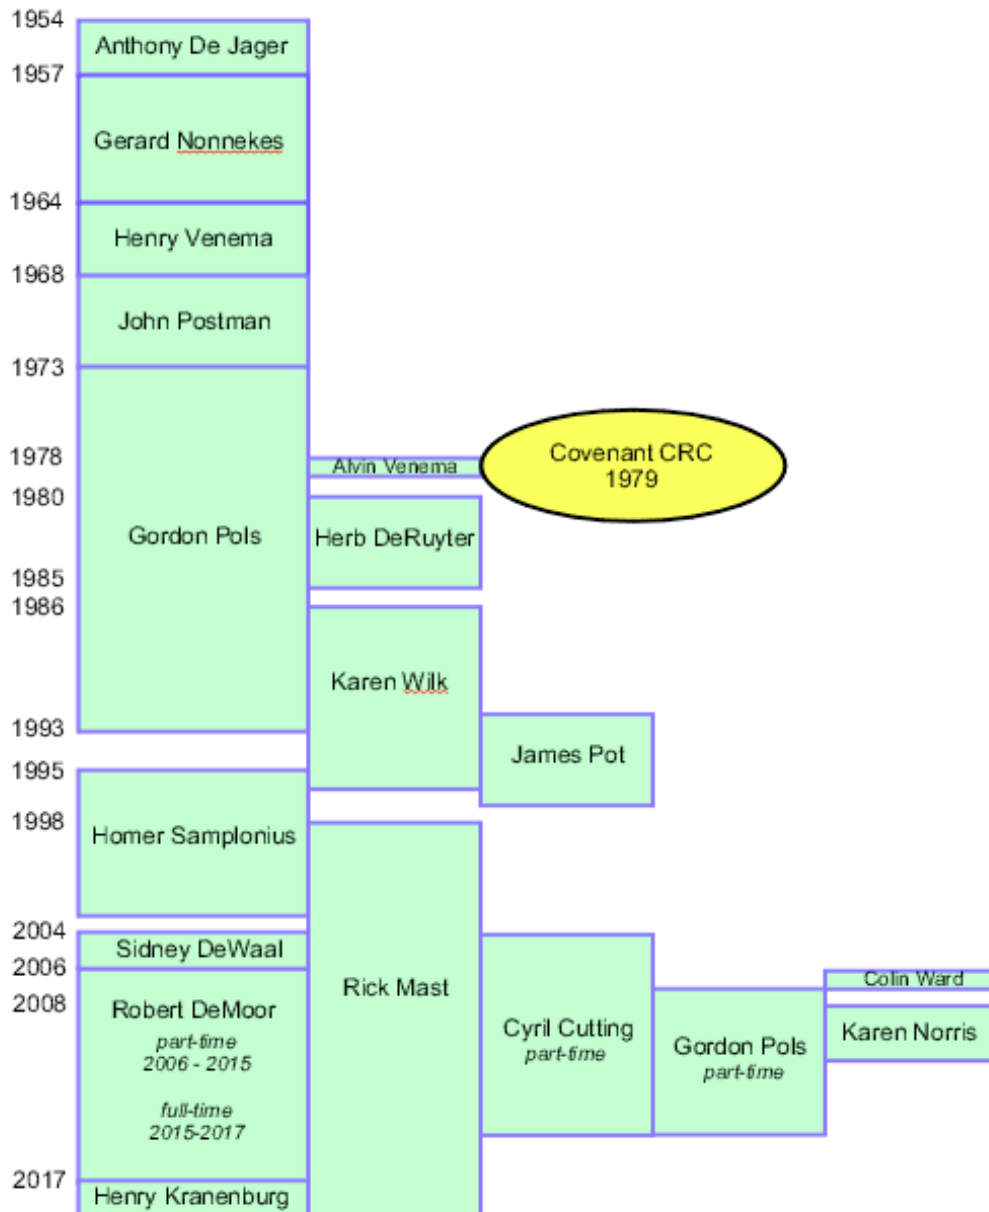 1954
Anthony De Jager
1957
Gerard Nonnekes
1964
Henry Venema
1968
John Postman
1973
1978
Alvin Venema
Covenant CRC
1979
1980
Gordon Pols
Herb DeRuyter
1985
1986
Karen Wilk
1993
James Pot
1995
1998
Homer Samplonius
2004
Sidney DeWaal
2006
Rick Mast
Colin Ward
2008
Robert DeMoor
part-time
2006 - 2015
full-time
2015-2017
Cyril Cutting
part-time
Gordon Pols
part-time
Karen Norris
2017
Henry Kranenburg